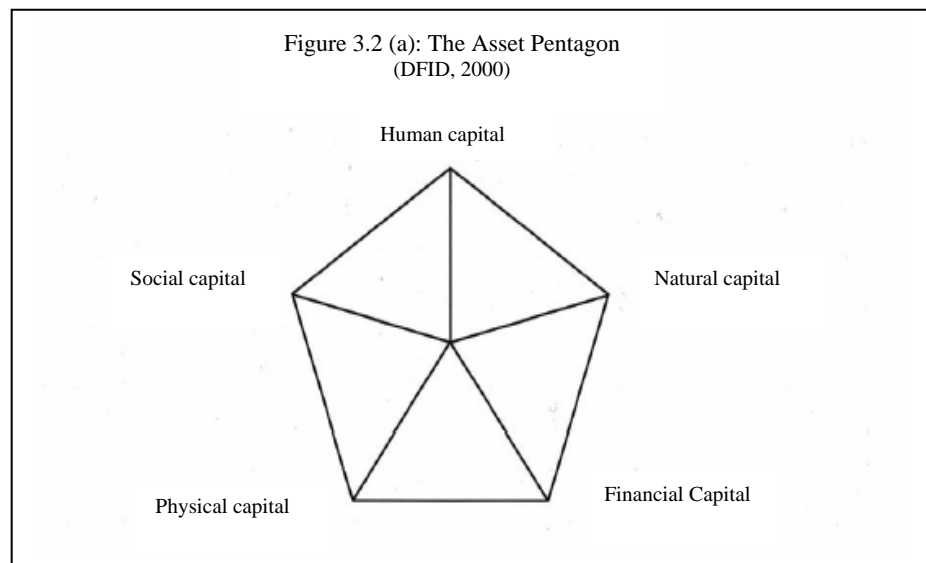 Figure 3.2 (a): The Asset Pentagon
(DFID, 2000)
Human capital
Social capital
Natural capital
Physical capital
Financial Capital